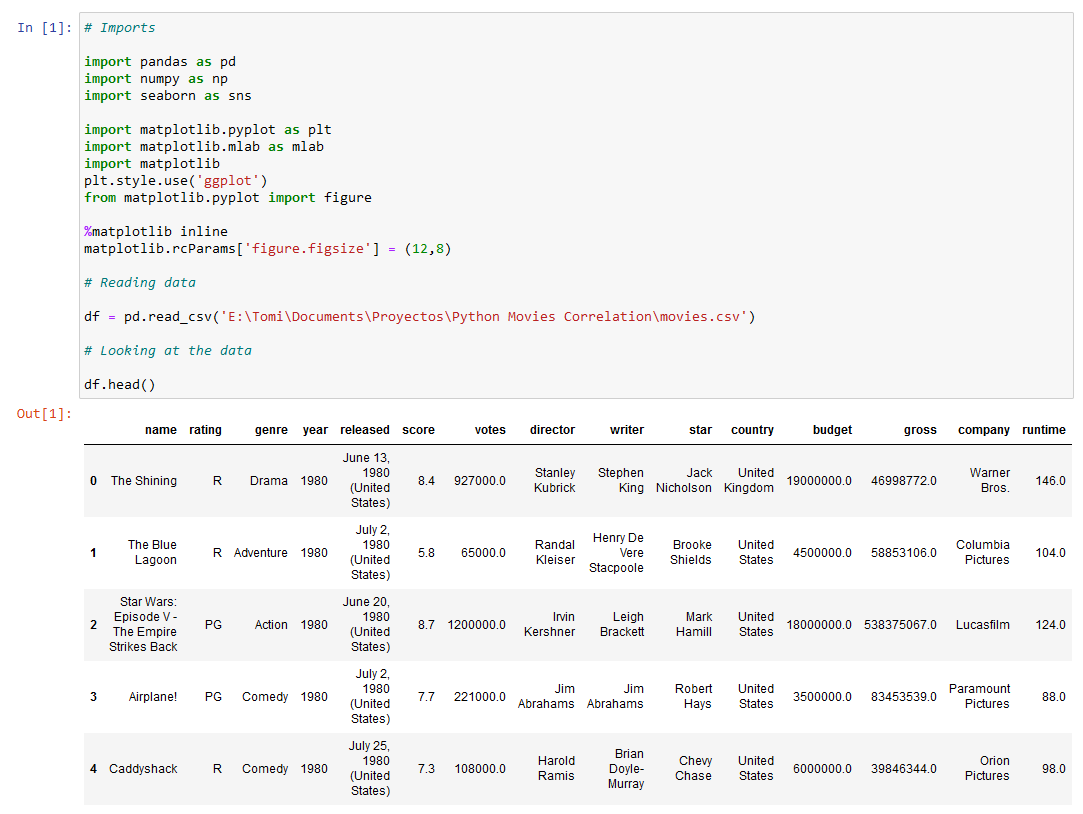 In [1]: # Imports
import pandas as pd
import numpy as np
import seaborn as sns
import matplotlib.pyplot as plt
import matplotlib.mlab as mlab
import matplotlib
plt.style.use('ggplot')
from matplotlib.pyplot import figure
%matplotlib inline
matplotlib.rcParams['figure.figsize'] = (12,8)
# Reading data
df = pd.read_csv('E:\Tomi\Documents\Proyectos\Python Movies Correlation\movies.csv')
# Looking at the data
df.head()
Out[1]:
name rating genre year released score votes director writer star country budget gross company runtime
0 The Shining R Drama 1980 June 13, 1980 (United States) 8.4 927000.0 Stanley Kubrick Stephen King Jack Nicholson United Kingdom 19000000.0 46998772.0 Warner Bros. 146.0
1 The Blue Lagoon R Adventure 1980 July 2, 1980 (United States) 5.8 65000.0 Randal Kleiser Henry De Vere Stacpoole Brooke Shields United States 4500000.0 58853106.0 Columbia Pictures 104.0
2 Star Wars: Episode V - The Empire Strikes Back PG Action 1980 June 20, 1980 (United States) 8.7 1200000.0 Irvin Kershner Leigh Brackett Mark Hamill United States 18000000.0 538375067.0 Lucasfilm 124.0
3 Airplane! PG Comedy 1980 July 2, 1980 (United States) 7.7 221000.0 Jim Abrahams Jim Abrahams Robert Hays United States 3500000.0 83453539.0 Paramount Pictures 88.0
4 Caddyshack R Comedy 1980 July 25, 1980 (United States) 7.3 108000.0 Harold Ramis Brian Doyle-Murray Chevy Chase United States 6000000.0 39846344.0 Orion Pictures 98.0